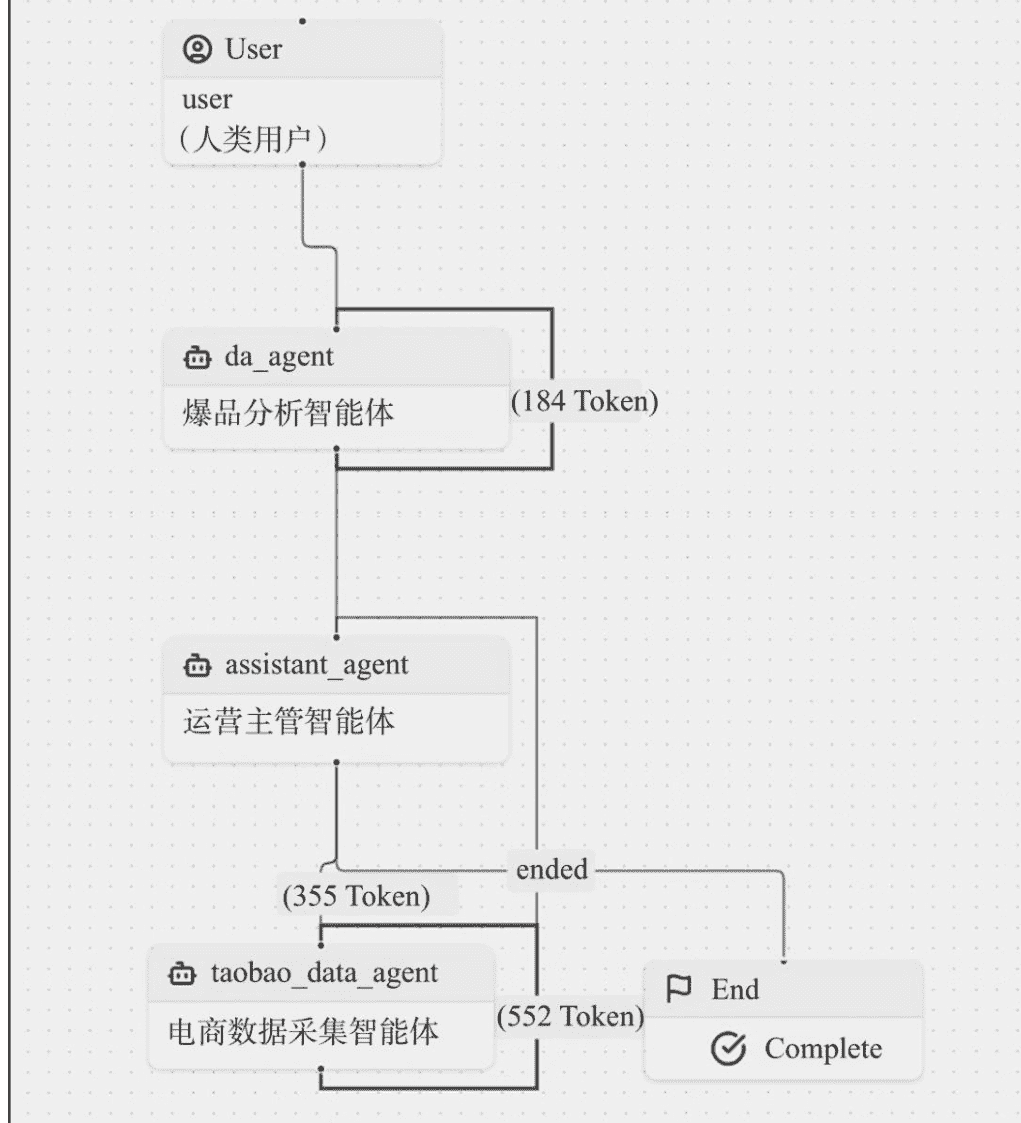 User
user
（人类用户）
da_agent
爆品分析智能体
(184 Token)
assistant_agent
运营主管智能体
ended
(355 Token)
taobao_data_agent
电商数据采集智能体
(552 Token)
End
Complete